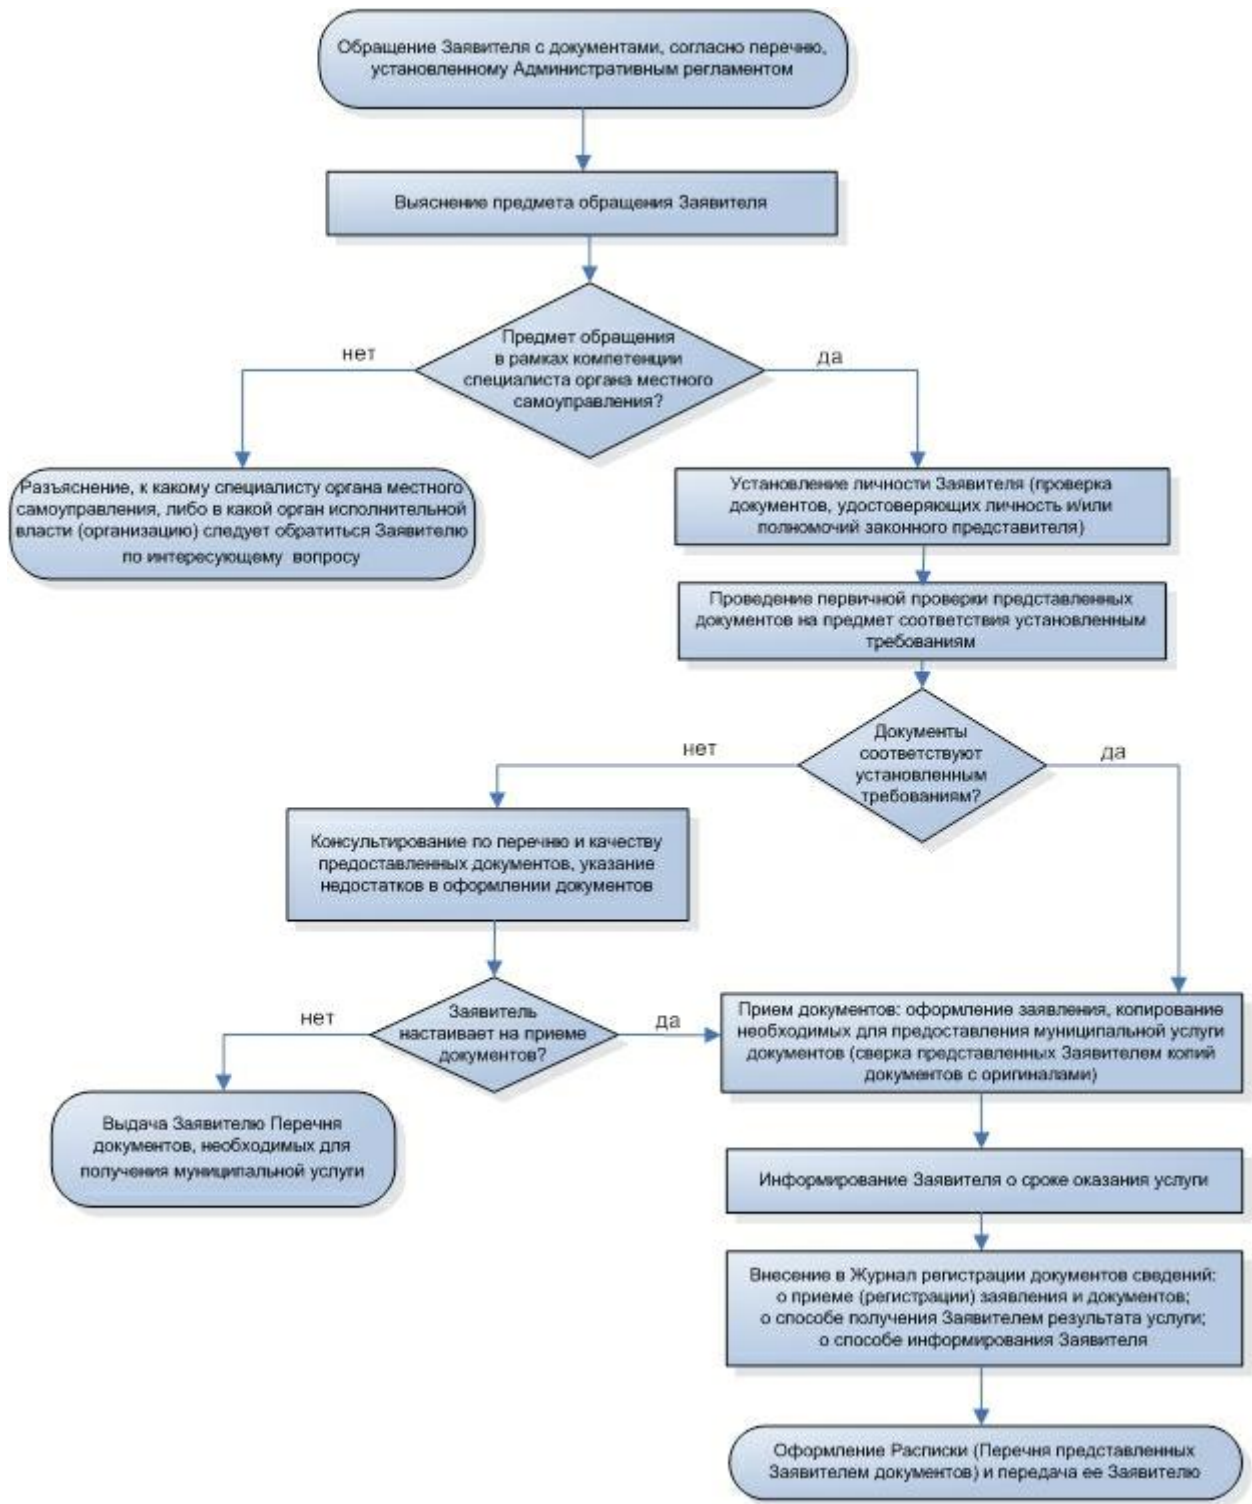 Обращение Заявителя с документами, согласно перечню,
установленному Административным регламентом
Выяснение предмета обращения Заявителя
Предмет обращения
в рамках компетенции
специалиста органа местного
самоуправления?
нет
да
Разъяснение, к какому специалисту органа местного
самоуправления, либо в какой орган исполнительной
власти (организацию) следует обратиться Заявителю
по интересующему вопросу
Установление личности Заявителя (проверка
документов, удостоверяющих личность и/или
полномочий законного представителя)
Проведение первичной проверки представленных
документов на предмет соответствия установленным
требованиям
Документы
соответствуют
установленным
требованиям?
нет
да
Консультирование по перечню и качеству
предоставленных документов, указание
недостатков в оформлении документов
Заявитель
настаивает на приеме
документов?
нет
да
Прием документов: оформление заявления, копирование
необходимых для предоставления муниципальной услуги
документов (сверка представленных Заявителем копий
документов с оригиналами)
Выдача Заявителю Перечня
документов, необходимых для
получения муниципальной услуги
Информирование Заявителя о сроке оказания услуги
Внесение в Журнал регистрации документов сведений:
о приеме (регистрации) заявления и документов;
о способе получения Заявителем результата услуги;
о способе информирования Заявителя
Оформление Расписки (Перечня представленных
Заявителем документов) и передача ее Заявителю